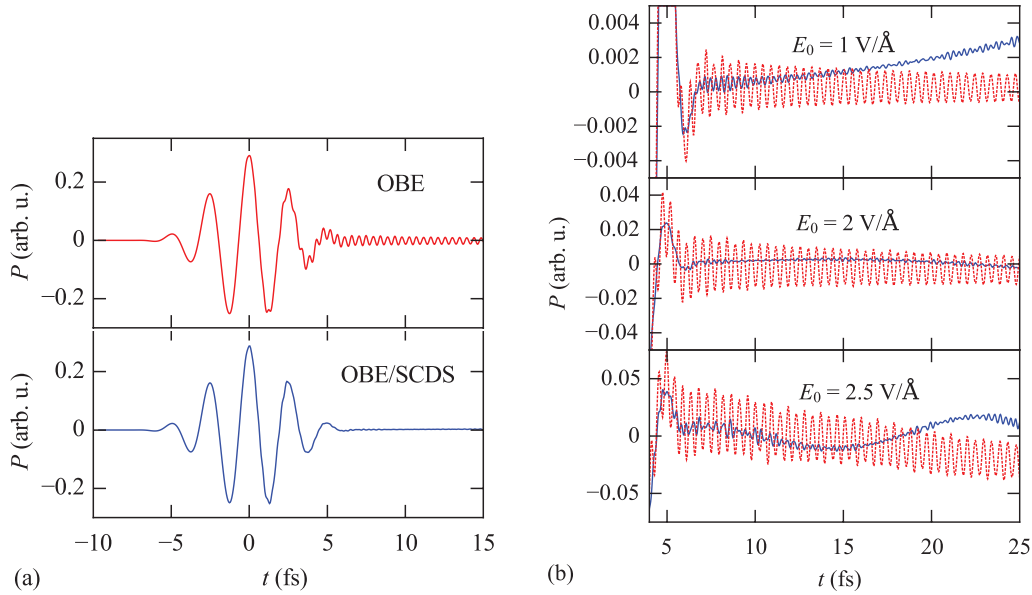 0.2
0
−0.2
P (arb. u.)
OBE
0.2
0
−0.2
P (arb. u.)
OBE/SCDS
−10
−5
0
5
10
15
t (fs)
(a)
0.004
0.002
0
−0.002
−0.004
E0 = 1 V/Å
0.04
0.02
0
−0.02
−0.04
P (arb. u.)
E0 = 2 V/Å
0.05
0
−0.05
E0 = 2.5 V/Å
5
10
15
20
25
t (fs)
(b)